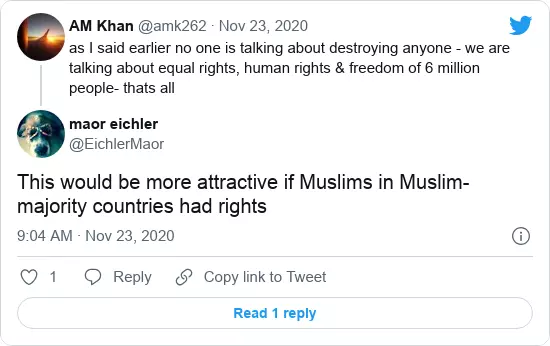 AM Khan @amk262 · Nov 23, 2020
as I said earlier no one is talking about destroying anyone - we are
talking about equal rights, human rights & freedom of 6 million
people- thats all
maor eichler
@EichlerMaor
This would be more attractive if Muslims in Muslim-
majority countries had rights
9:04 AM · Nov 23, 2020
1 Reply Copy link to Tweet
Read 1 reply